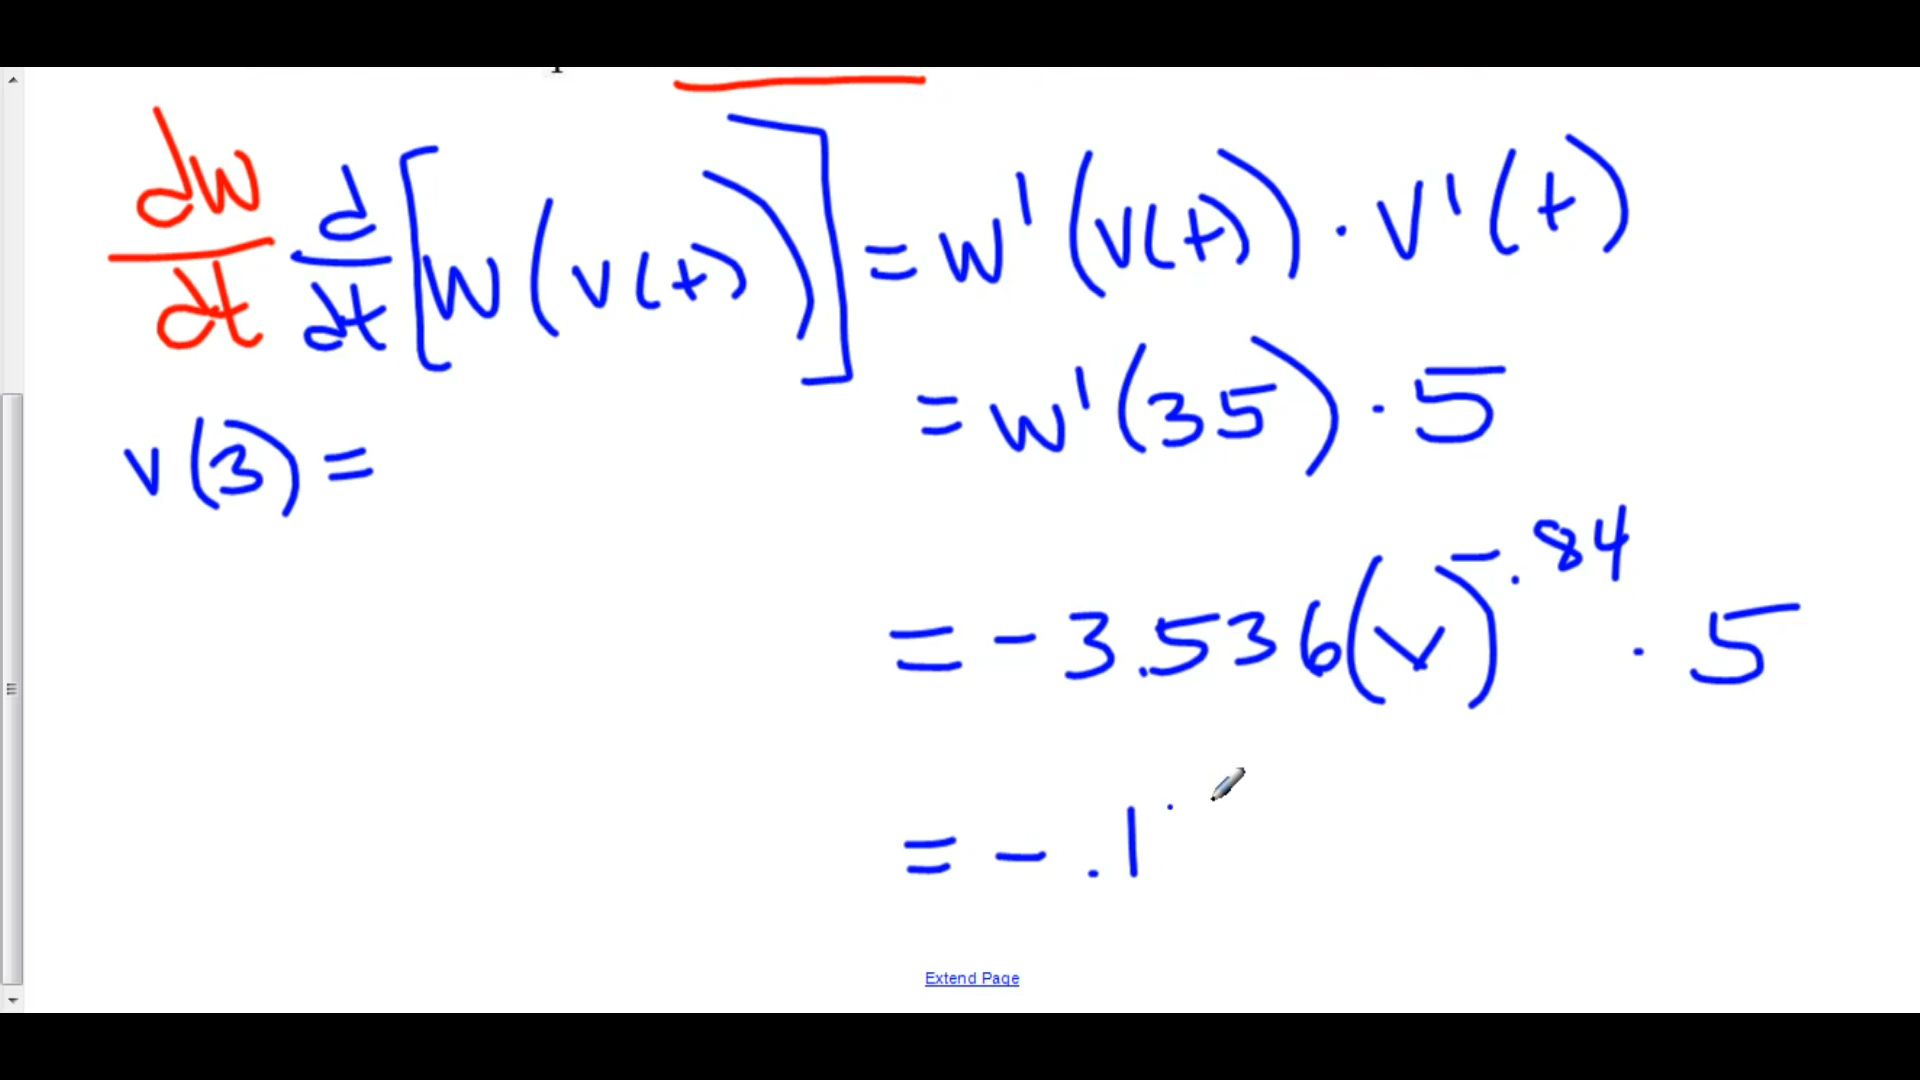 dw/dt d/dt [W(v(t))] = w'(v(t)) · v'(t)
= w'(35) · 5
v(3) =
= -3.536(v)^-.84 · 5
= - .1
Extend Page